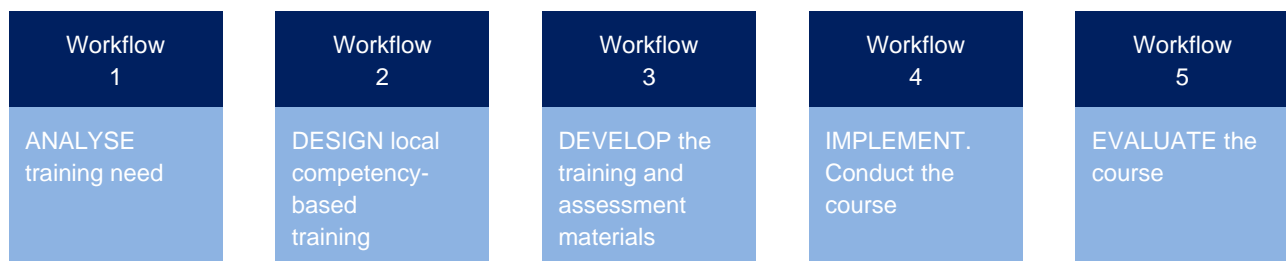 Workflow
1
ANALYSE
training need
Workflow
2
DESIGN local
competency-
based
training
Workflow
3
DEVELOP the
training and
assessment
materials
Workflow
4
IMPLEMENT.
Conduct the
course
Workflow
5
EVALUATE the
course